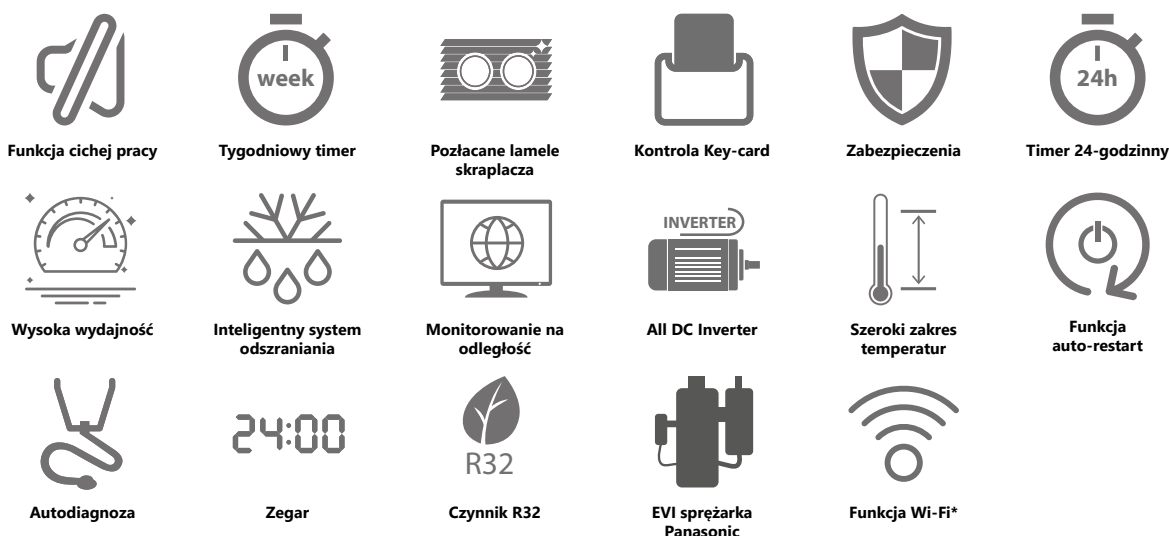 week
24h
Funkcja cichej pracy
Tygodniowy timer
Pozłacane lamele
skraplacza
Kontrola Key-card
Zabezpieczenia
Timer 24-godzinny
INVERTER
Wysoka wydajność
Inteligentny system
odszraniania
Monitorowanie na
odległość
All DC Inverter
Szeroki zakres
temperatur
Funkcja
auto-restart
24:00
R32
Autodiagnoza
Zegar
Czynnik R32
EVI sprężarka
Panasonic
Funkcja Wi-Fi*